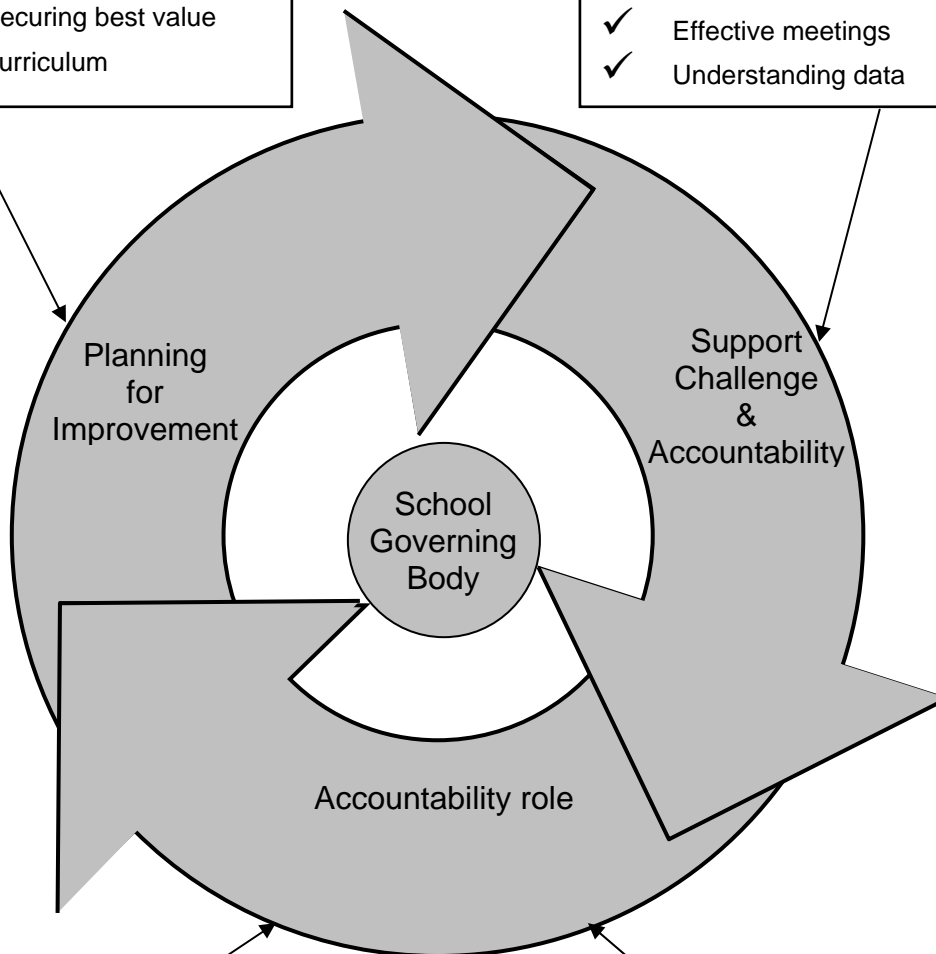 ecuring best value
urriculum
✓ Effective meetings
✓ Understanding data
Planning
for
Improvement
Support
Challenge
&
Accountability
School
Governing
Body
Accountability role